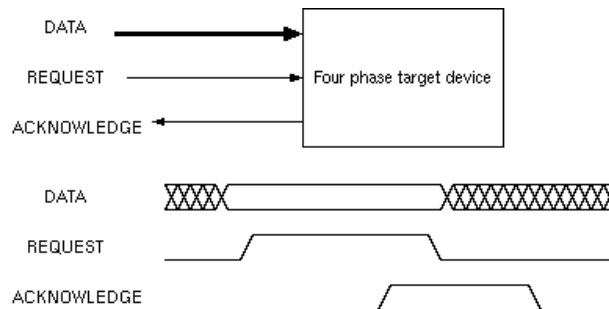 DATA
REQUEST
Four phase target device
ACKNOWLEDGE
DATA
REQUEST
ACKNOWLEDGE